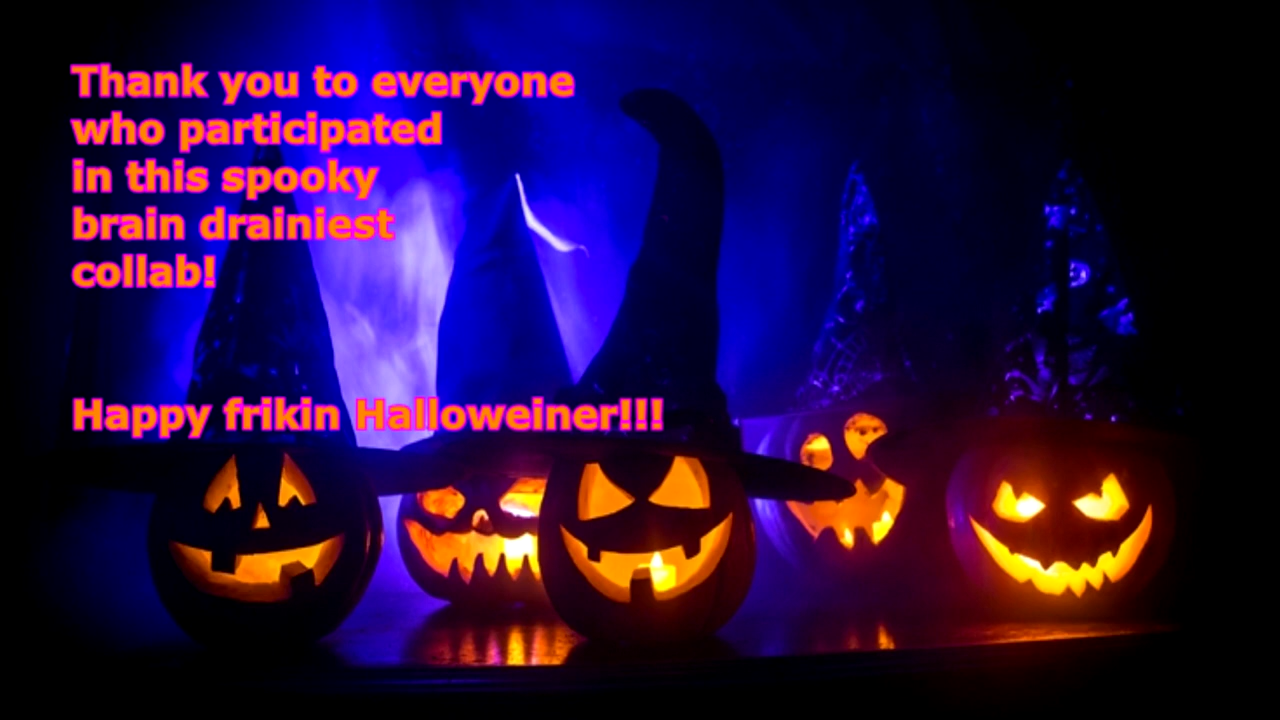 Thank you to everyone
who participated
in this spooky
brain drainiest
collab!
Happy frikin Halloweiner!!!